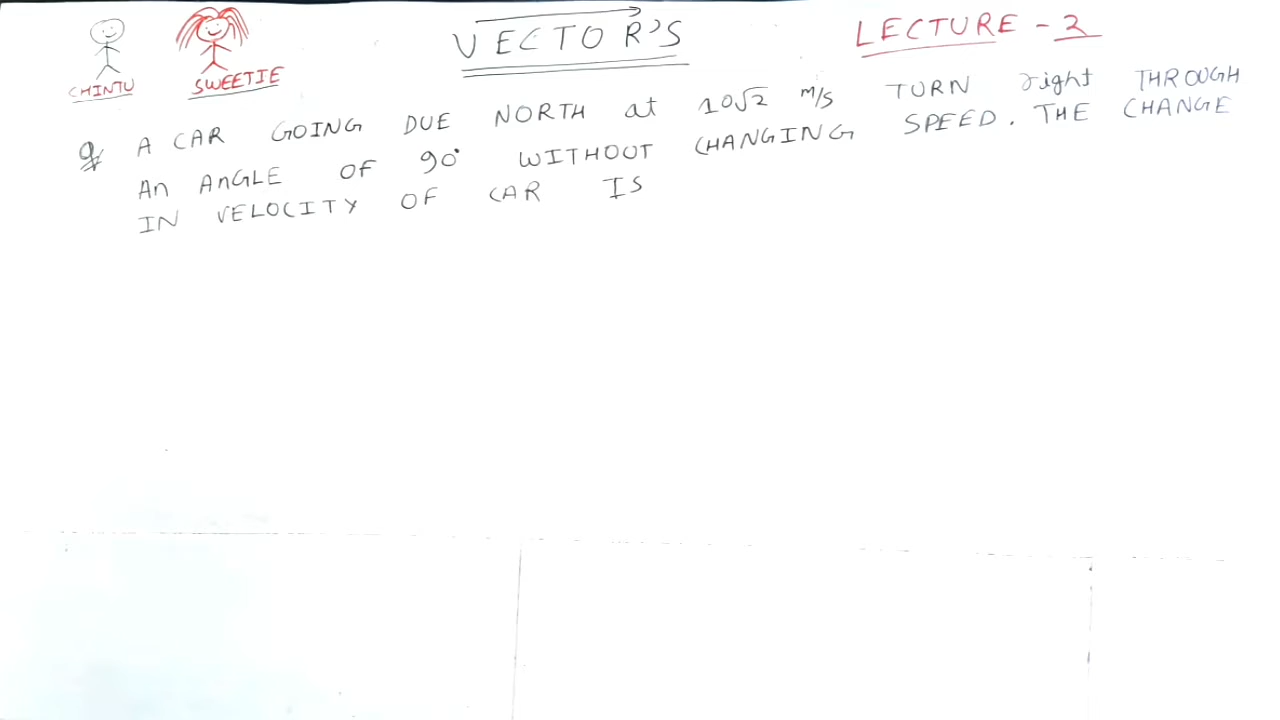 VECTOR'S
LECTURE - 2
CHINTU
SWEETIE
Q A CAR GOING DUE NORTH at 10√2 m/s TURN right THROUGH
An AnGLE OF 90° WITHOUT CHANGING SPEED. THE CHANGE
IN VELOCITY OF CAR IS